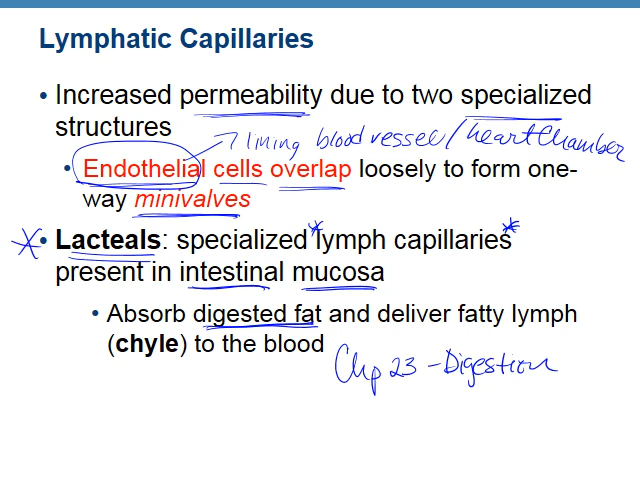 Lymphatic Capillaries
• Increased permeability due to two specialized
structures
→ lining blood vessel/heart chamber
• Endothelial cells overlap loosely to form one-
way minivalves
* • Lacteals: specialized *lymph capillaries*
present in intestinal mucosa
• Absorb digested fat and deliver fatty lymph
(chyle) to the blood
Chp 23 - Digestion